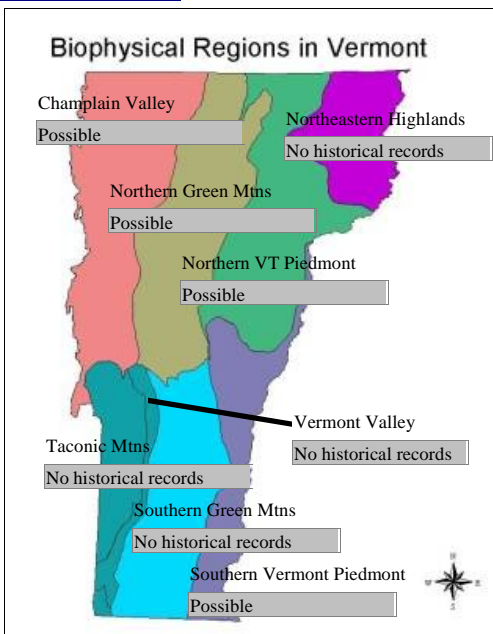 Biophysical Regions in Vermont
Champlain Valley
Possible
Northeastern Highlands
No historical records
Northern Green Mtns
Possible
Northern VT Piedmont
Possible
Vermont Valley
No historical records
Taconic Mtns
No historical records
Southern Green Mtns
No historical records
Southern Vermont Piedmont
Possible
N
W E
S